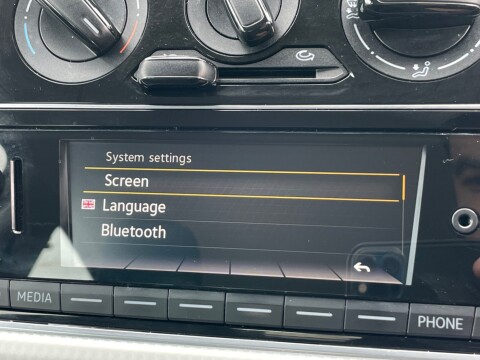 System settings
Screen
Language
Bluetooth
MEDIA
PHONE